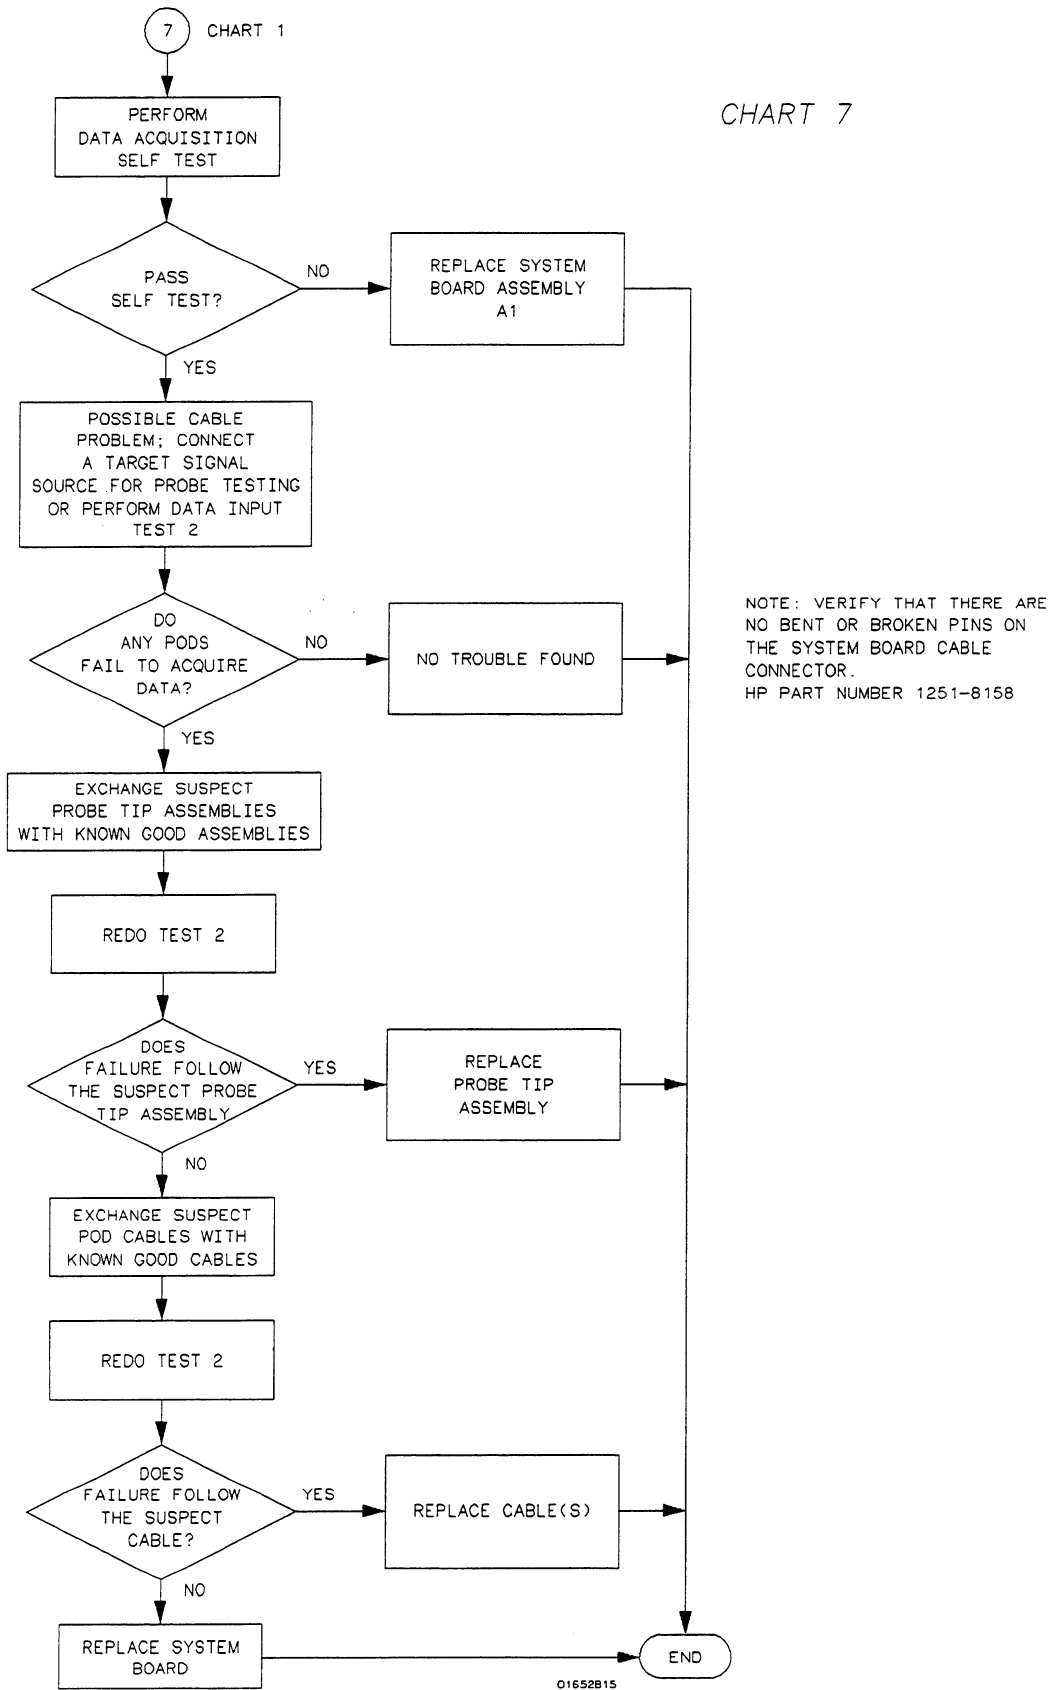 7 CHART 1
CHART 7
PERFORM
DATA ACQUISITION
SELF TEST
PASS
SELF TEST?
NO
REPLACE SYSTEM
BOARD ASSEMBLY
A1
YES
POSSIBLE CABLE
PROBLEM; CONNECT
A TARGET SIGNAL
SOURCE FOR PROBE TESTING
OR PERFORM DATA INPUT
TEST 2
DO
ANY PODS
FAIL TO ACQUIRE
DATA?
NO
NO TROUBLE FOUND
NOTE: VERIFY THAT THERE ARE
NO BENT OR BROKEN PINS ON
THE SYSTEM BOARD CABLE
CONNECTOR.
HP PART NUMBER 1251-8158
YES
EXCHANGE SUSPECT
PROBE TIP ASSEMBLIES
WITH KNOWN GOOD ASSEMBLIES
REDO TEST 2
DOES
FAILURE FOLLOW
THE SUSPECT PROBE
TIP ASSEMBLY
YES
REPLACE
PROBE TIP
ASSEMBLY
NO
EXCHANGE SUSPECT
POD CABLES WITH
KNOWN GOOD CABLES
REDO TEST 2
DOES
FAILURE FOLLOW
THE SUSPECT
CABLE?
YES
REPLACE CABLE(S)
NO
REPLACE SYSTEM
BOARD
END
01652B15